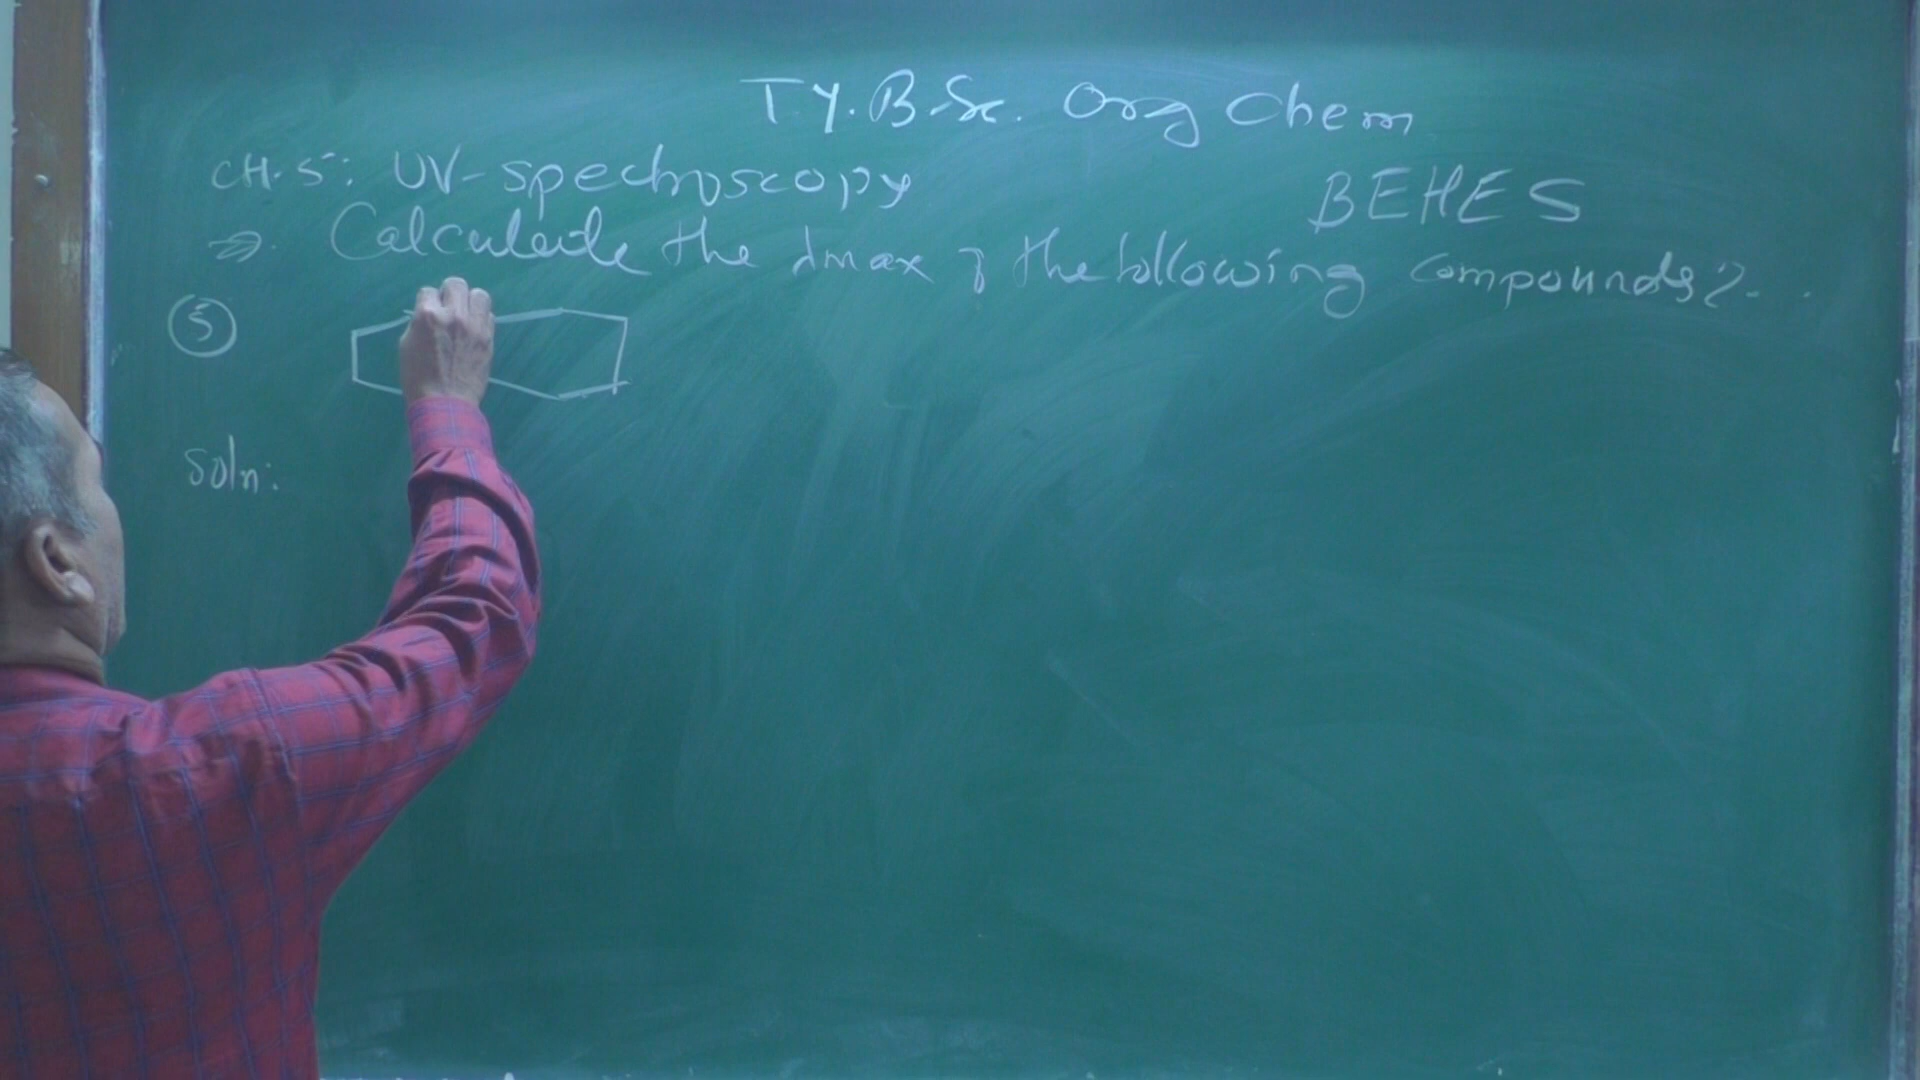 T.Y.B.Sc. Org Chem
CH.5: UV-spectroscopy
BEHES
Calculate the λmax of the following compounds?
5
Soln: